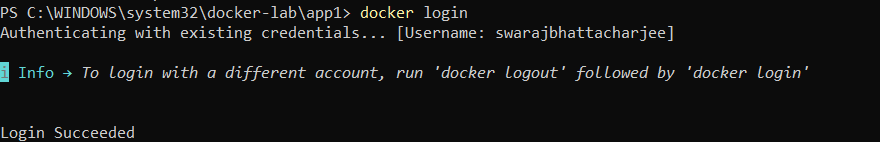 PS C:\WINDOWS\system32\docker-lab\app1> docker login
Authenticating with existing credentials... [Username: swarajbhattacharjee]
i Info → To login with a different account, run 'docker logout' followed by 'docker login'
Login Succeeded